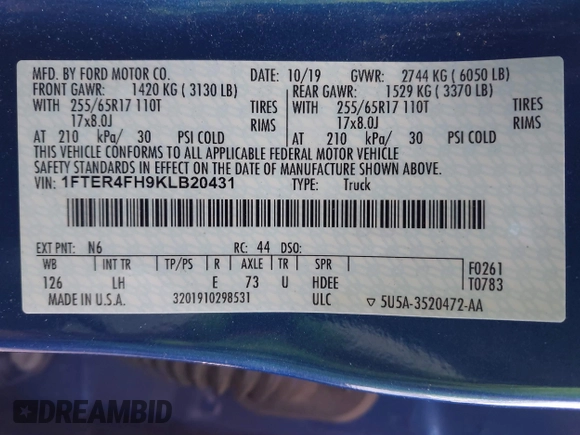 MFD. BY FORD MOTOR CO. DATE: 10/19 GVWR: 2744 KG ( 6050 LB)
FRONT GAWR: 1420 KG ( 3130 LB) REAR GAWR: 1529 KG ( 3370 LB)
WITH 255/65R17 110T TIRES WITH 255/65R17 110T TIRES
17x8.0J RIMS 17x8.0J RIMS
AT 210 kPa/ 30 PSI COLD AT 210 kPa/ 30 PSI COLD
THIS VEHICLE CONFORMS TO ALL APPLICABLE FEDERAL MOTOR VEHICLE
SAFETY STANDARDS IN EFFECT ON THE DATE OF MANUFACTURE SHOWN ABOVE.
VIN: 1FTER4FH9KLB20431 TYPE: Truck
EXT PNT: N6 RC: 44 DSO:
WB INT TR TP/PS R AXLE TR SPR F0261
126 LH E 73 U HDEE T0783
MADE IN U.S.A. 3201910298531 ULC ▽ 5U5A-3520472-AA
DREAMBID